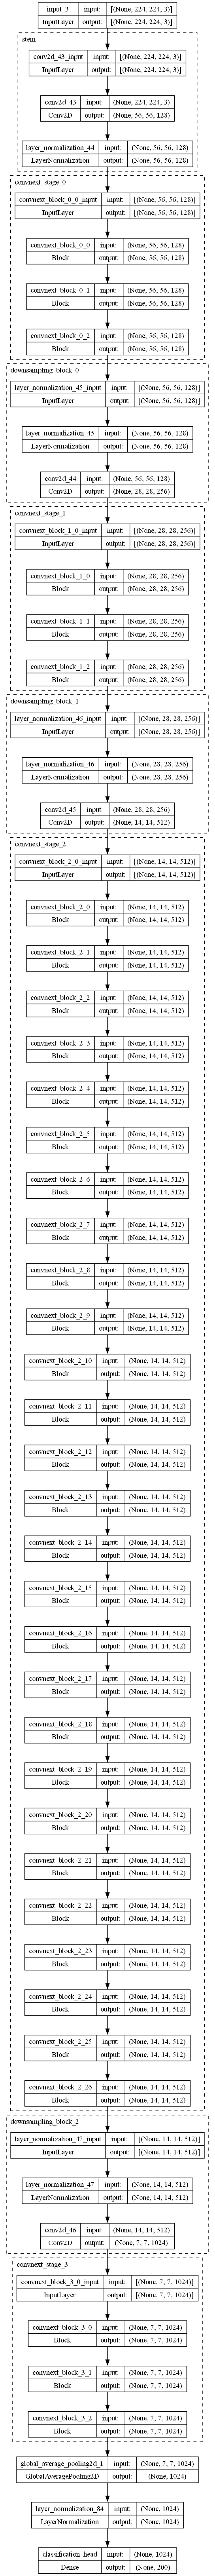 input_3 input: [(None, 224, 224, 3)]
InputLayer output: [(None, 224, 224, 3)]
stem
conv2d_43_input input: [(None, 224, 224, 3)]
InputLayer output: [(None, 224, 224, 3)]
conv2d_43 input: (None, 224, 224, 3)
Conv2D output: (None, 56, 56, 128)
layer_normalization_44 input: (None, 56, 56, 128)
LayerNormalization output: (None, 56, 56, 128)
convnext_stage_0
convnext_block_0_0_input input: [(None, 56, 56, 128)]
InputLayer output: [(None, 56, 56, 128)]
convnext_block_0_0 input: (None, 56, 56, 128)
Block output: (None, 56, 56, 128)
convnext_block_0_1 input: (None, 56, 56, 128)
Block output: (None, 56, 56, 128)
convnext_block_0_2 input: (None, 56, 56, 128)
Block output: (None, 56, 56, 128)
downsampling_block_0
layer_normalization_45_input input: [(None, 56, 56, 128)]
InputLayer output: [(None, 56, 56, 128)]
layer_normalization_45 input: (None, 56, 56, 128)
LayerNormalization output: (None, 56, 56, 128)
conv2d_44 input: (None, 56, 56, 128)
Conv2D output: (None, 28, 28, 256)
convnext_stage_1
convnext_block_1_0_input input: [(None, 28, 28, 256)]
InputLayer output: [(None, 28, 28, 256)]
convnext_block_1_0 input: (None, 28, 28, 256)
Block output: (None, 28, 28, 256)
convnext_block_1_1 input: (None, 28, 28, 256)
Block output: (None, 28, 28, 256)
convnext_block_1_2 input: (None, 28, 28, 256)
Block output: (None, 28, 28, 256)
downsampling_block_1
layer_normalization_46_input input: [(None, 28, 28, 256)]
InputLayer output: [(None, 28, 28, 256)]
layer_normalization_46 input: (None, 28, 28, 256)
LayerNormalization output: (None, 28, 28, 256)
conv2d_45 input: (None, 28, 28, 256)
Conv2D output: (None, 14, 14, 512)
convnext_stage_2
convnext_block_2_0_input input: [(None, 14, 14, 512)]
InputLayer output: [(None, 14, 14, 512)]
convnext_block_2_0 input: (None, 14, 14, 512)
Block output: (None, 14, 14, 512)
convnext_block_2_1 input: (None, 14, 14, 512)
Block output: (None, 14, 14, 512)
convnext_block_2_2 input: (None, 14, 14, 512)
Block output: (None, 14, 14, 512)
convnext_block_2_3 input: (None, 14, 14, 512)
Block output: (None, 14, 14, 512)
convnext_block_2_4 input: (None, 14, 14, 512)
Block output: (None, 14, 14, 512)
convnext_block_2_5 input: (None, 14, 14, 512)
Block output: (None, 14, 14, 512)
convnext_block_2_6 input: (None, 14, 14, 512)
Block output: (None, 14, 14, 512)
convnext_block_2_7 input: (None, 14, 14, 512)
Block output: (None, 14, 14, 512)
convnext_block_2_8 input: (None, 14, 14, 512)
Block output: (None, 14, 14, 512)
convnext_block_2_9 input: (None, 14, 14, 512)
Block output: (None, 14, 14, 512)
convnext_block_2_10 input: (None, 14, 14, 512)
Block output: (None, 14, 14, 512)
convnext_block_2_11 input: (None, 14, 14, 512)
Block output: (None, 14, 14, 512)
convnext_block_2_12 input: (None, 14, 14, 512)
Block output: (None, 14, 14, 512)
convnext_block_2_13 input: (None, 14, 14, 512)
Block output: (None, 14, 14, 512)
convnext_block_2_14 input: (None, 14, 14, 512)
Block output: (None, 14, 14, 512)
convnext_block_2_15 input: (None, 14, 14, 512)
Block output: (None, 14, 14, 512)
convnext_block_2_16 input: (None, 14, 14, 512)
Block output: (None, 14, 14, 512)
convnext_block_2_17 input: (None, 14, 14, 512)
Block output: (None, 14, 14, 512)
convnext_block_2_18 input: (None, 14, 14, 512)
Block output: (None, 14, 14, 512)
convnext_block_2_19 input: (None, 14, 14, 512)
Block output: (None, 14, 14, 512)
convnext_block_2_20 input: (None, 14, 14, 512)
Block output: (None, 14, 14, 512)
convnext_block_2_21 input: (None, 14, 14, 512)
Block output: (None, 14, 14, 512)
convnext_block_2_22 input: (None, 14, 14, 512)
Block output: (None, 14, 14, 512)
convnext_block_2_23 input: (None, 14, 14, 512)
Block output: (None, 14, 14, 512)
convnext_block_2_24 input: (None, 14, 14, 512)
Block output: (None, 14, 14, 512)
convnext_block_2_25 input: (None, 14, 14, 512)
Block output: (None, 14, 14, 512)
convnext_block_2_26 input: (None, 14, 14, 512)
Block output: (None, 14, 14, 512)
downsampling_block_2
layer_normalization_47_input input: [(None, 14, 14, 512)]
InputLayer output: [(None, 14, 14, 512)]
layer_normalization_47 input: (None, 14, 14, 512)
LayerNormalization output: (None, 14, 14, 512)
conv2d_46 input: (None, 14, 14, 512)
Conv2D output: (None, 7, 7, 1024)
convnext_stage_3
convnext_block_3_0_input input: [(None, 7, 7, 1024)]
InputLayer output: [(None, 7, 7, 1024)]
convnext_block_3_0 input: (None, 7, 7, 1024)
Block output: (None, 7, 7, 1024)
convnext_block_3_1 input: (None, 7, 7, 1024)
Block output: (None, 7, 7, 1024)
convnext_block_3_2 input: (None, 7, 7, 1024)
Block output: (None, 7, 7, 1024)
global_average_pooling2d_1 input: (None, 7, 7, 1024)
GlobalAveragePooling2D output: (None, 1024)
layer_normalization_84 input: (None, 1024)
LayerNormalization output: (None, 1024)
classification_head input: (None, 1024)
Dense output: (None, 200)